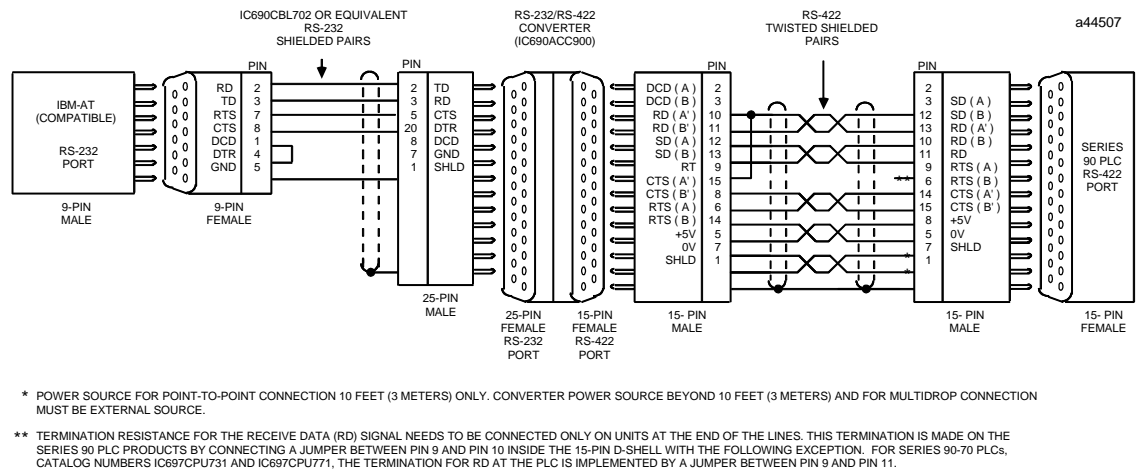 IC690CBL702 OR EQUIVALENT
RS-232
SHIELDED PAIRS
RS-232/RS-422
CONVERTER
(IC690ACC900)
RS-422
TWISTED SHIELDED
PAIRS
a44507
IBM-AT
(COMPATIBLE)
RS-232
PORT
9-PIN
MALE
PIN
RD 2
TD 3
RTS 7
CTS 8
DCD 1
DTR 4
GND 5
9-PIN
FEMALE
PIN
2 TD
3 RD
5 CTS
20 DTR
8 DCD
7 GND
1 SHLD
25-PIN
MALE
25-PIN
FEMALE
RS-232
PORT
15-PIN
FEMALE
RS-422
PORT
PIN
DCD ( A ) 2
DCD ( B ) 3
RD ( A' ) 10
RD ( B' ) 11
SD ( A ) 12
SD ( B ) 13
RT 9
CTS ( A' ) 15
CTS ( B' ) 8
RTS ( A ) 6
RTS ( B ) 14
+5V 5
0V 7
SHLD 1
15- PIN
MALE
**
*
*
PIN
2
3 SD ( A )
12 SD ( B )
13 RD ( A' )
10 RD ( B )
11 RD
9 RTS ( A )
6 RTS ( B )
14 CTS ( A' )
15 CTS ( B' )
8 +5V
5 0V
7 SHLD
1
15- PIN
MALE
SERIES
90 PLC
RS-422
PORT
15- PIN
FEMALE
* POWER SOURCE FOR POINT-TO-POINT CONNECTION 10 FEET (3 METERS) ONLY. CONVERTER POWER SOURCE BEYOND 10 FEET (3 METERS) AND FOR MULTIDROP CONNECTION
MUST BE EXTERNAL SOURCE.
** TERMINATION RESISTANCE FOR THE RECEIVE DATA (RD) SIGNAL NEEDS TO BE CONNECTED ONLY ON UNITS AT THE END OF THE LINES. THIS TERMINATION IS MADE ON THE
SERIES 90 PLC PRODUCTS BY CONNECTING A JUMPER BETWEEN PIN 9 AND PIN 10 INSIDE THE 15-PIN D-SHELL WITH THE FOLLOWING EXCEPTION. FOR SERIES 90-70 PLCs,
CATALOG NUMBERS IC697CPU731 AND IC697CPU771, THE TERMINATION FOR RD AT THE PLC IS IMPLEMENTED BY A JUMPER BETWEEN PIN 9 AND PIN 11.